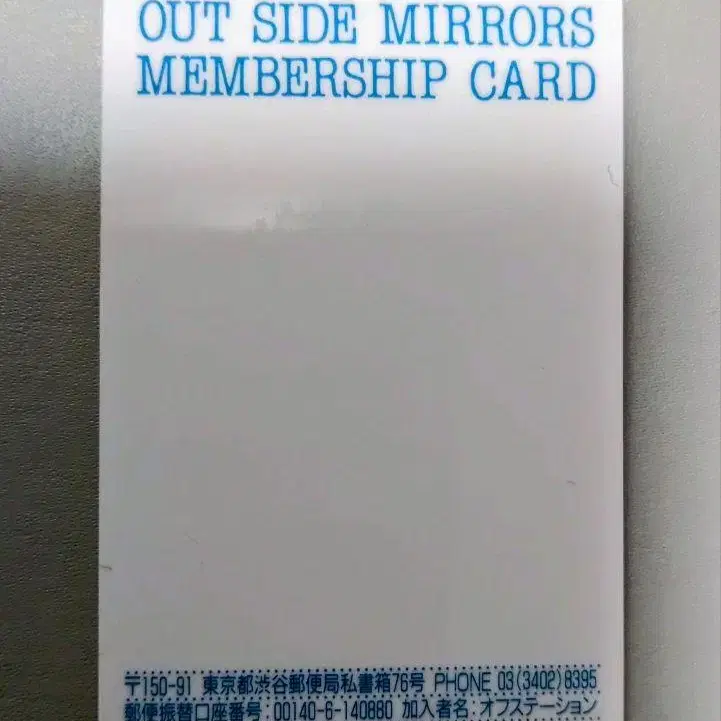 OUT SIDE MIRRORS
MEMBERSHIP CARD
〒150-91 東京都渋谷郵便局私書箱76号 PHONE 03(3402)8395
郵便振替口座番号:00140-6-140880 加入者名:オフステーション